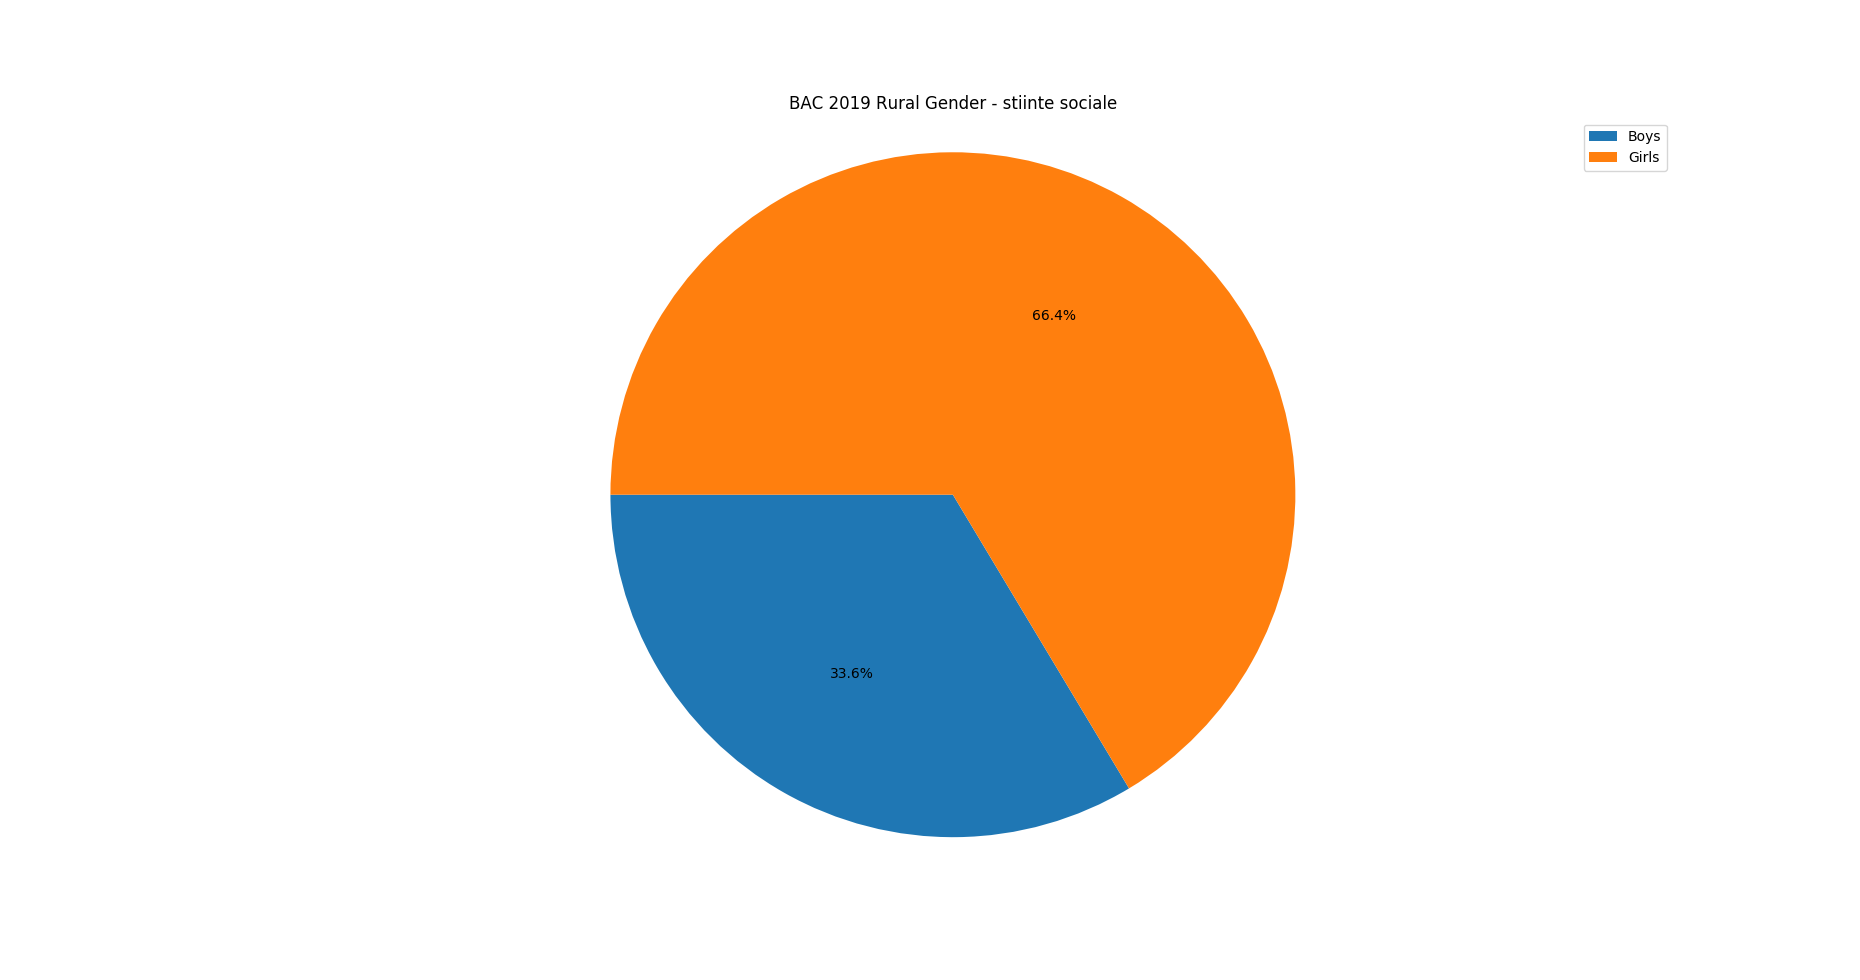 BAC 2019 Rural Gender - stiinte sociale
Boys
Girls
66.4%
33.6%